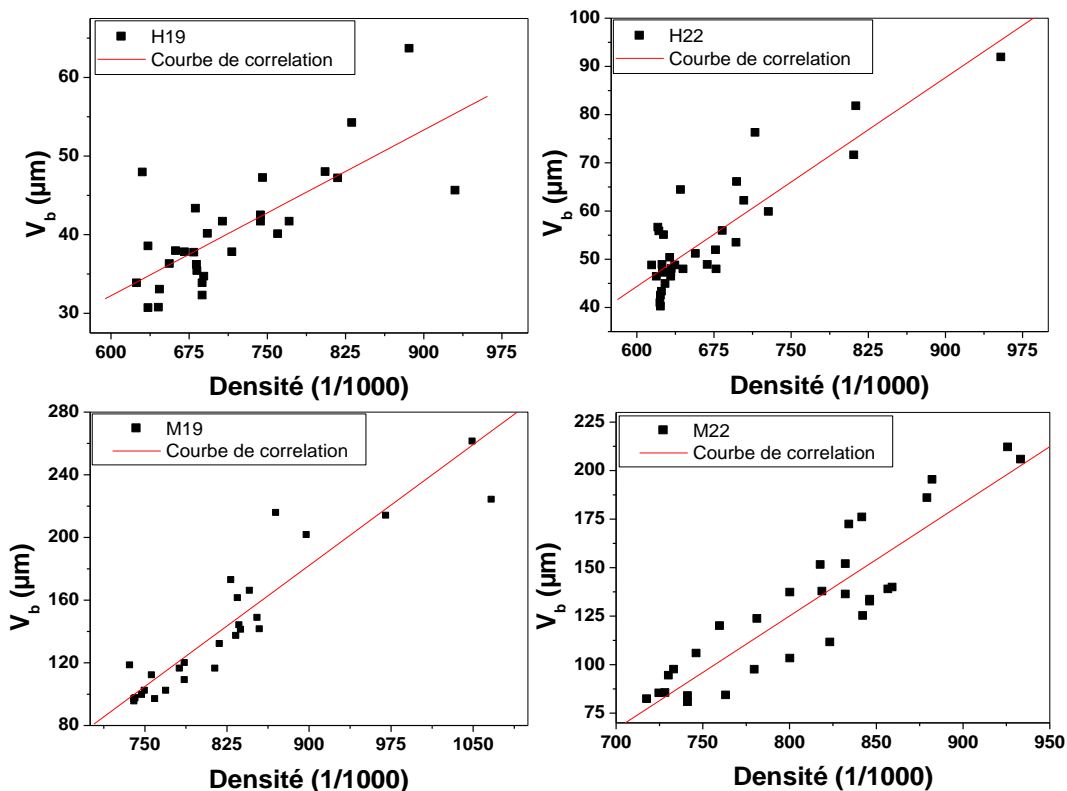 H19
Courbe de correlation
60
50
40
30
V_b (µm)
600 675 750 825 900 975
Densité (1/1000)
H22
Courbe de correlation
100
90
80
70
60
50
40
V_b (µm)
600 675 750 825 900 975
Densité (1/1000)
M19
Courbe de correlation
280
240
200
160
120
80
V_b (µm)
750 825 900 975 1050
Densité (1/1000)
M22
Courbe de correlation
225
200
175
150
125
100
75
V_b (µm)
700 750 800 850 900 950
Densité (1/1000)